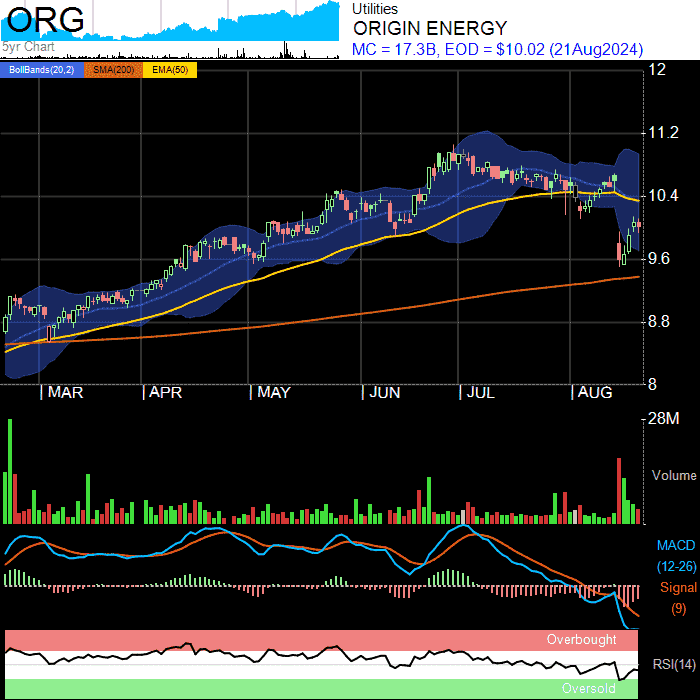 ORG
5yr Chart
Utilities
ORIGIN ENERGY
MC = 17.3B, EOD = $10.02 (21Aug2024)
BollBands(20,2) SMA(200) EMA(50)
12
11.2
10.4
9.6
8.8
8
MAR APR MAY JUN JUL AUG
28M
Volume
MACD
(12-26)
Signal
(9)
Overbought
RSI(14)
Oversold